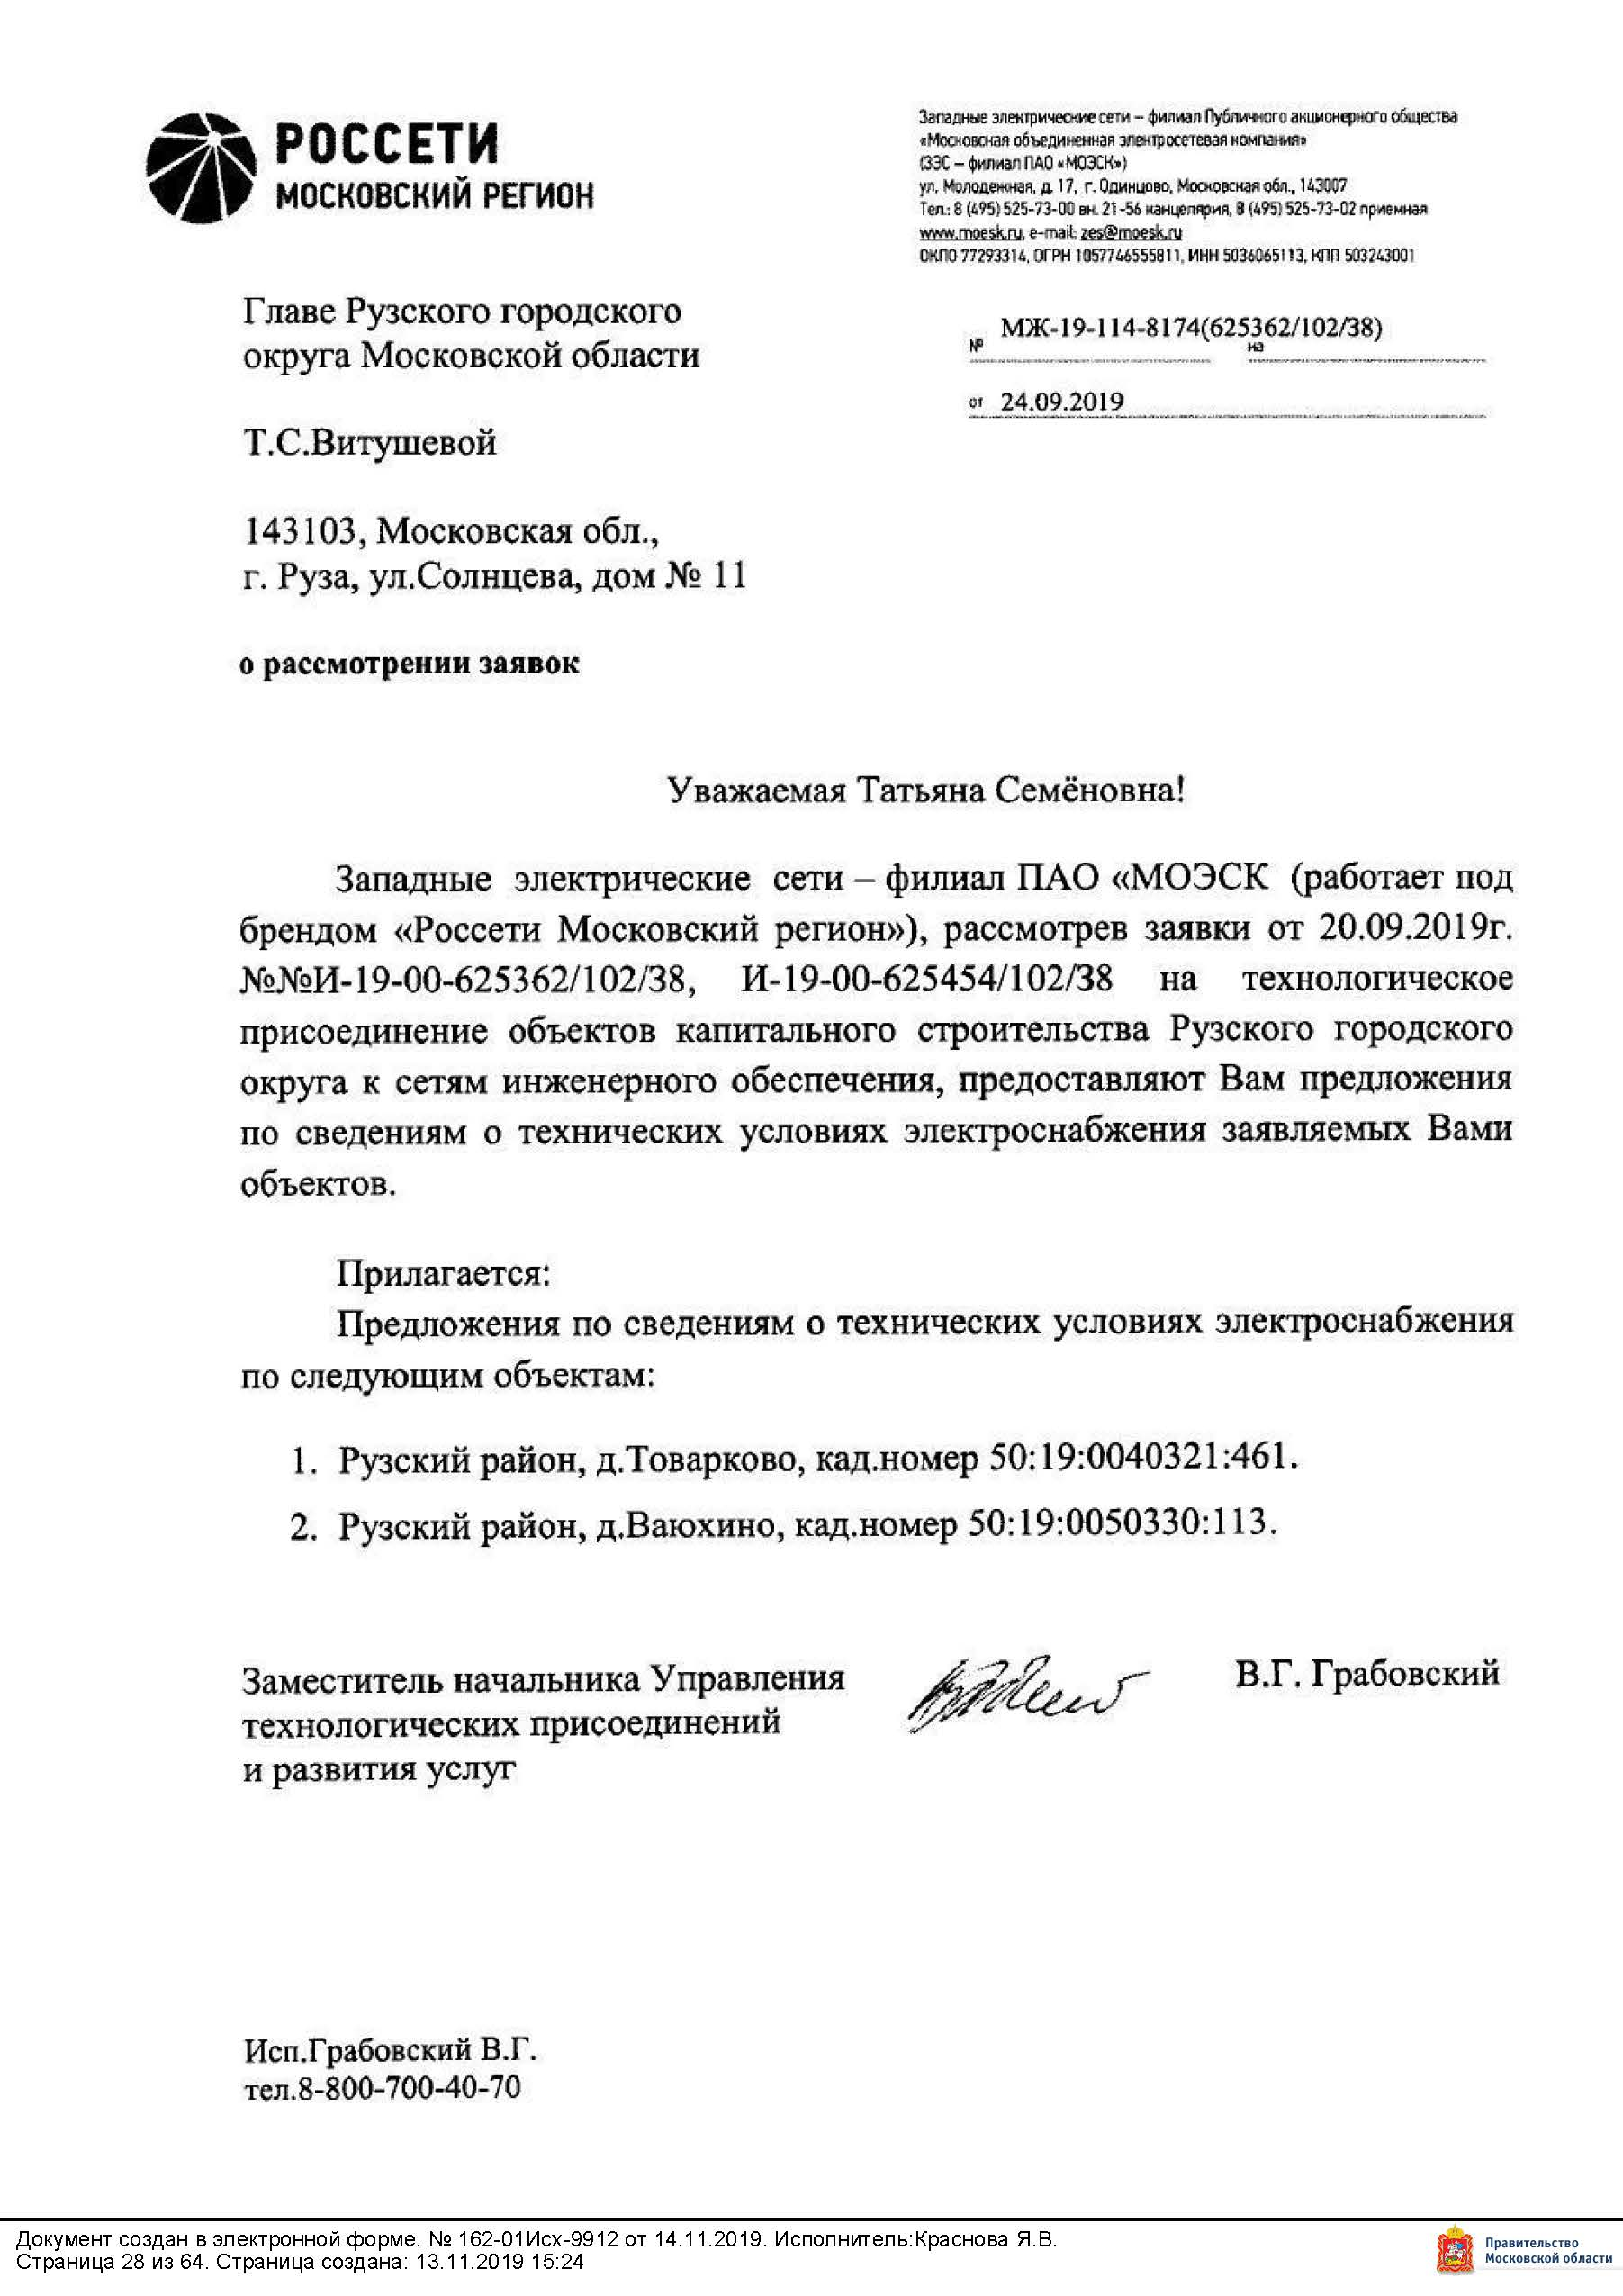 РОССЕТИ
МОСКОВСКИЙ РЕГИОН
Западные электрические сети – филиал Публичного акционерного общества
«Московская объединенная электросетевая компания»
(ЗЭС – филиал ПАО «МОЭСК»)
ул. Молодежная, д. 17, г. Одинцово, Московская обл., 143007
Тел.: 8 (495) 525-73-00 вн. 21-56 канцелярия, 8 (495) 525-73-02 приемная
www.moesk.ru, e-mail: zes@moesk.ru
ОКПО 77293314, ОГРН 1057746555811, ИНН 5036065113, КПП 503243001
Главе Рузского городского
округа Московской области
№ МЖ-19-114-8174(625362/102/38)
на
от 24.09.2019
Т.С.Витушевой
143103, Московская обл.,
г. Руза, ул.Солнцева, дом № 11
о рассмотрении заявок
Уважаемая Татьяна Семёновна!
Западные электрические сети – филиал ПАО «МОЭСК (работает под
брендом «Россети Московский регион»), рассмотрев заявки от 20.09.2019г.
№№И-19-00-625362/102/38, И-19-00-625454/102/38 на технологическое
присоединение объектов капитального строительства Рузского городского
округа к сетям инженерного обеспечения, предоставляют Вам предложения
по сведениям о технических условиях электроснабжения заявляемых Вами
объектов.
Прилагается:
Предложения по сведениям о технических условиях электроснабжения
по следующим объектам:
1. Рузский район, д.Товарково, кад.номер 50:19:0040321:461.
2. Рузский район, д.Ваюхино, кад.номер 50:19:0050330:113.
Заместитель начальника Управления
технологических присоединений
и развития услуг
В.Г. Грабовский
Исп.Грабовский В.Г.
тел.8-800-700-40-70
Документ создан в электронной форме. № 162-01Исх-9912 от 14.11.2019. Исполнитель:Краснова Я.В.
Страница 28 из 64. Страница создана: 13.11.2019 15:24
Правительство
Московской области